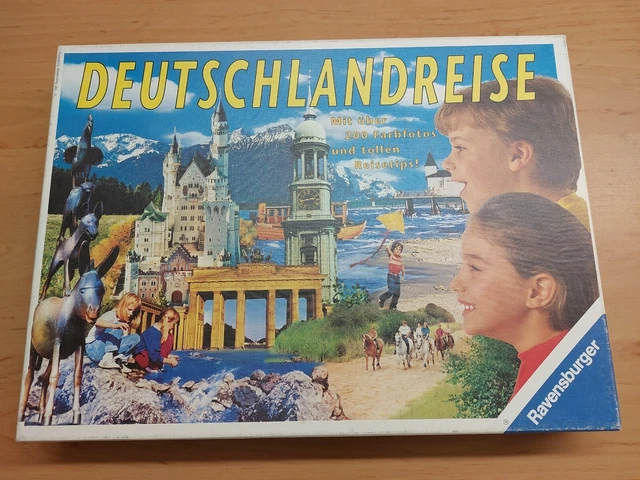 DEUTSCHLANDREISE
Mit über
200 Farbfotos
und tollen
Reisetips!
Ravensburger
®